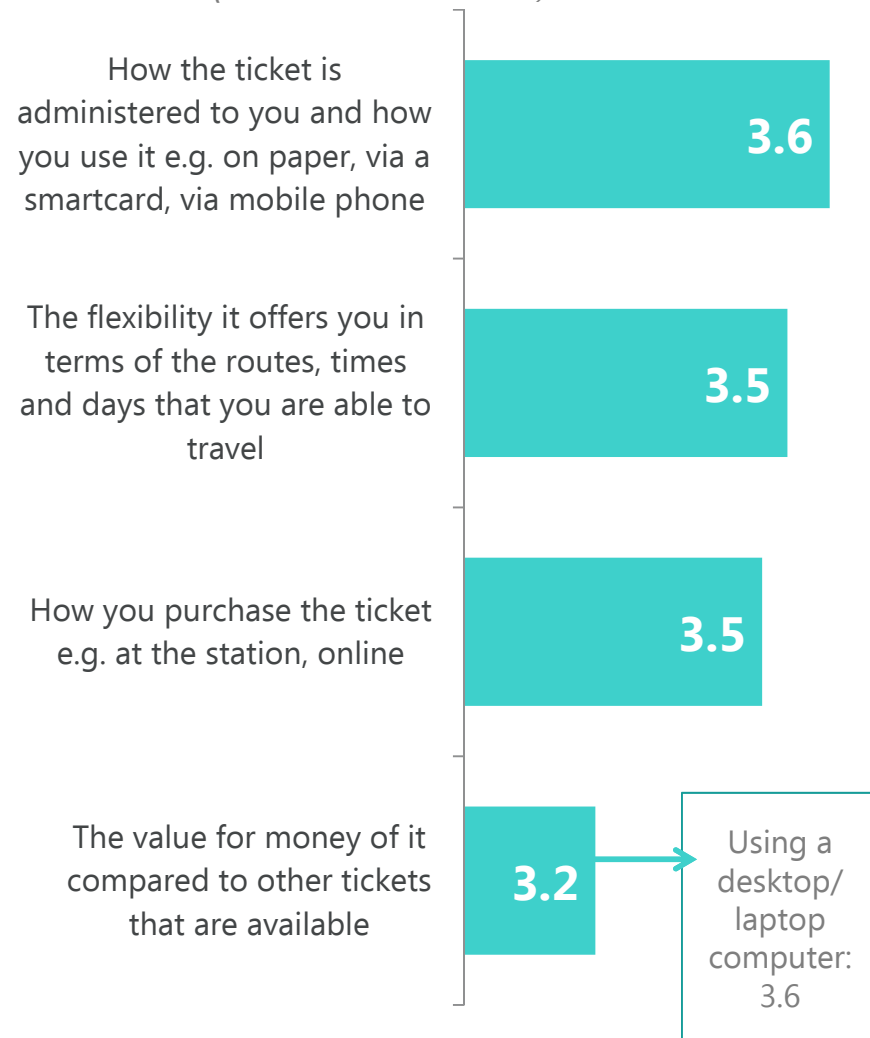 How the ticket is
administered to you and how
you use it e.g. on paper, via a
smartcard, via mobile phone
3.6
The flexibility it offers you in
terms of the routes, times
and days that you are able to
travel
3.5
How you purchase the ticket
e.g. at the station, online
3.5
The value for money of it
compared to other tickets
that are available
3.2
Using a
desktop/
laptop
computer:
3.6